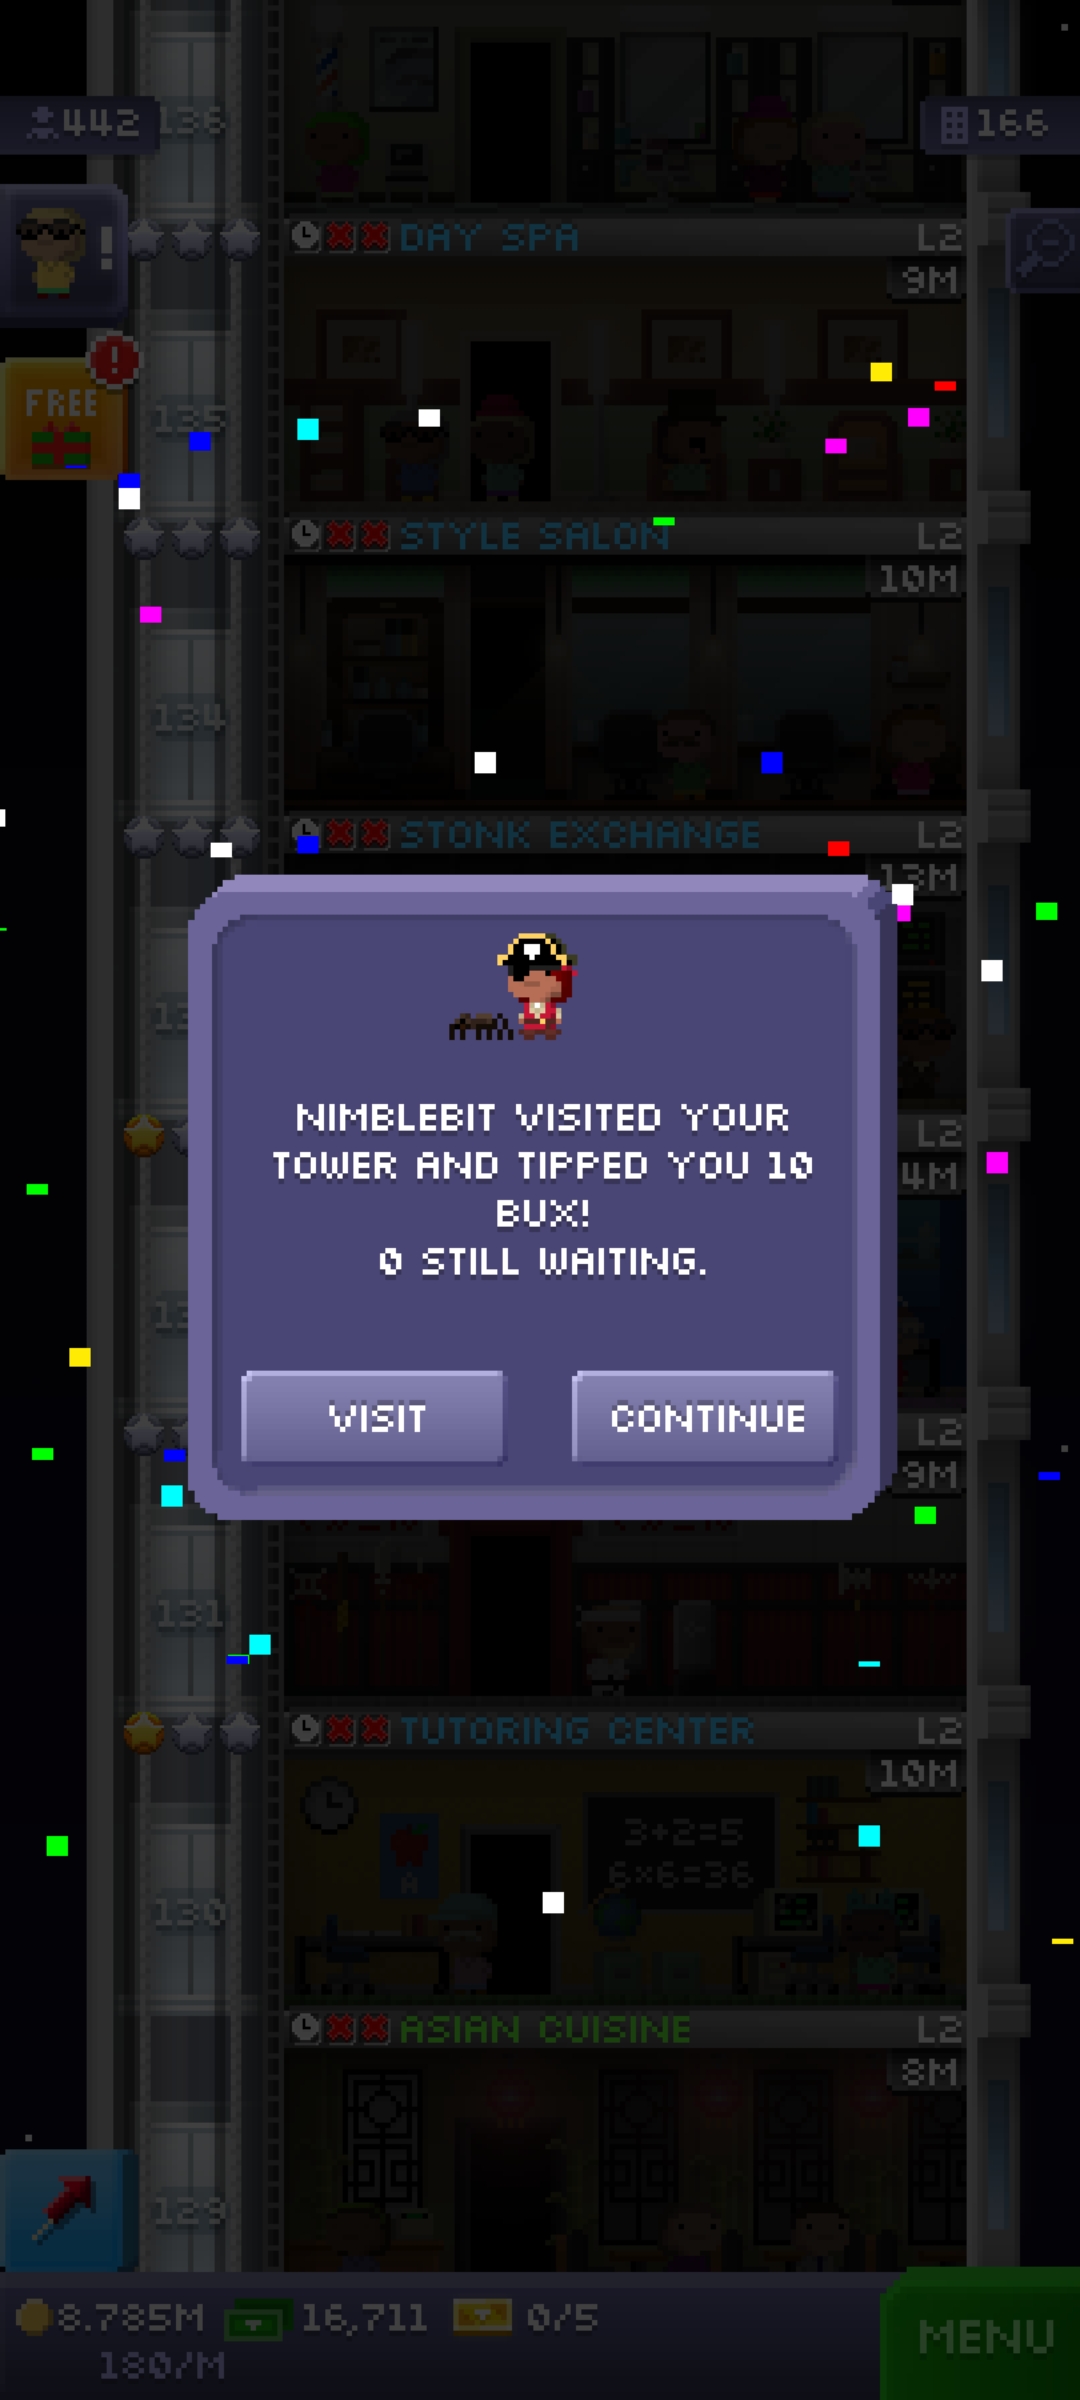 442
136
166
DAY SPA
L2
9M
FREE
135
STYLE SALON
L2
10M
134
STONK EXCHANGE
L2
13M
NIMBLEBIT VISITED YOUR
TOWER AND TIPPED YOU 10
BUX!
0 STILL WAITING.
L2
4M
VISIT
CONTINUE
L2
9M
131
TUTORING CENTER
L2
10M
3+2=5
6×6=36
A
130
ASIAN CUISINE
L2
8M
129
8.785M
16,711
0/5
180/M
MENU